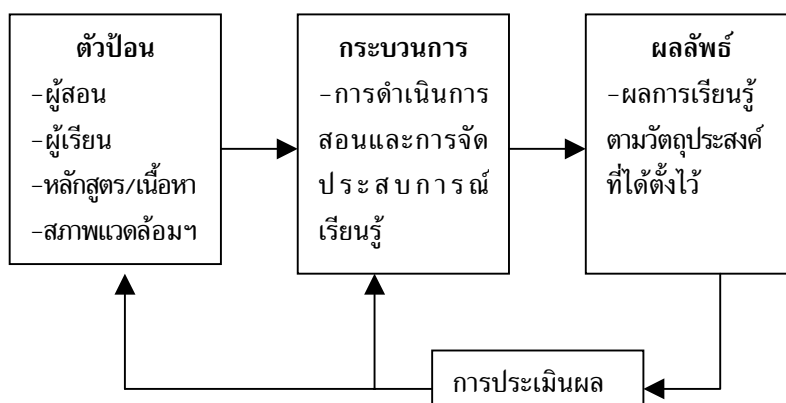 ตัวป้อน
-ผู้สอน
-ผู้เรียน
-หลักสูตร/เนื้อหา
-สภาพแวดล้อมฯ
กระบวนการ
-การดำเนินการ
สอนและการจัด
ประสบการณ์
เรียนรู้
ผลลัพธ์
-ผลการเรียนรู้
ตามวัตถุประสงค์
ที่ได้ตั้งไว้
การประเมินผล